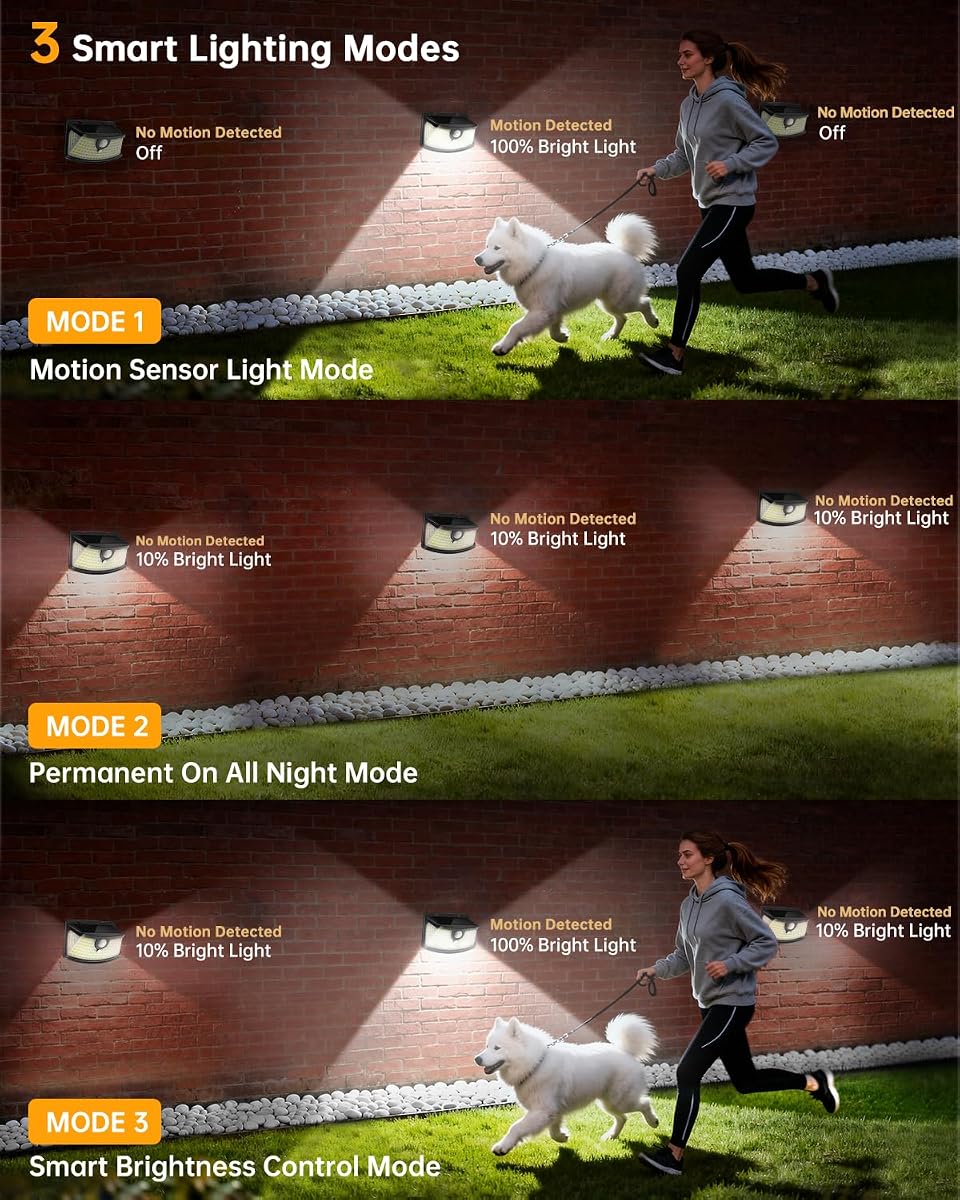 3 Smart Lighting Modes
No Motion Detected
Off
Motion Detected
100% Bright Light
No Motion Detected
Off
MODE 1
Motion Sensor Light Mode
No Motion Detected
10% Bright Light
No Motion Detected
10% Bright Light
No Motion Detected
10% Bright Light
MODE 2
Permanent On All Night Mode
No Motion Detected
10% Bright Light
Motion Detected
100% Bright Light
No Motion Detected
10% Bright Light
MODE 3
Smart Brightness Control Mode